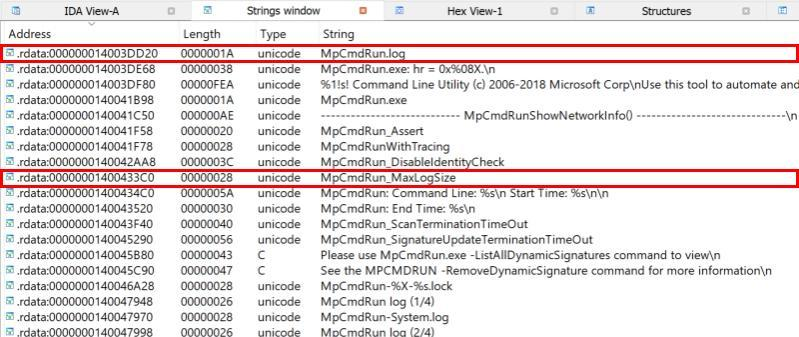 IDA View-A Strings window Hex View-1 Structures
Address Length Type String
.rdata:000000014003DD20 0000001A unicode MpCmdRun.log
.rdata:000000014003DE68 00000038 unicode MpCmdRun.exe: hr = 0x%08X.\n
.rdata:000000014003DF80 00000FEA unicode %1!s! Command Line Utility (c) 2006-2018 Microsoft Corp\nUse this tool to automate and
.rdata:0000000140041B98 0000001A unicode MpCmdRun.exe
.rdata:0000000140041C50 000000AE unicode ---------------------------- MpCmdRunShowNetworkInfo() ------------------------------\n
.rdata:0000000140041F58 00000020 unicode MpCmdRun_Assert
.rdata:0000000140041F78 00000028 unicode MpCmdRunWithTracing
.rdata:0000000140042AA8 0000003C unicode MpCmdRun_DisableIdentityCheck
.rdata:00000001400433C0 00000028 unicode MpCmdRun_MaxLogSize
.rdata:00000001400434C0 0000005A unicode MpCmdRun: Command Line: %s\n Start Time: %s\n\n
.rdata:0000000140043520 00000030 unicode MpCmdRun: End Time: %s\n
.rdata:0000000140043F40 00000040 unicode MpCmdRun_ScanTerminationTimeOut
.rdata:0000000140045290 00000056 unicode MpCmdRun_SignatureUpdateTerminationTimeOut
.rdata:0000000140045B80 00000043 C Please use MpCmdRun.exe -ListAllDynamicSignatures command to view\n
.rdata:0000000140045C90 00000047 C See the MPCMDRUN -RemoveDynamicSignature command for more information\n
.rdata:0000000140046A28 00000028 unicode MpCmdRun-%X-%s.lock
.rdata:0000000140047948 00000026 unicode MpCmdRun log (1/4)
.rdata:0000000140047970 00000028 unicode MpCmdRun-System.log
.rdata:0000000140047998 00000026 unicode MpCmdRun log (2/4)